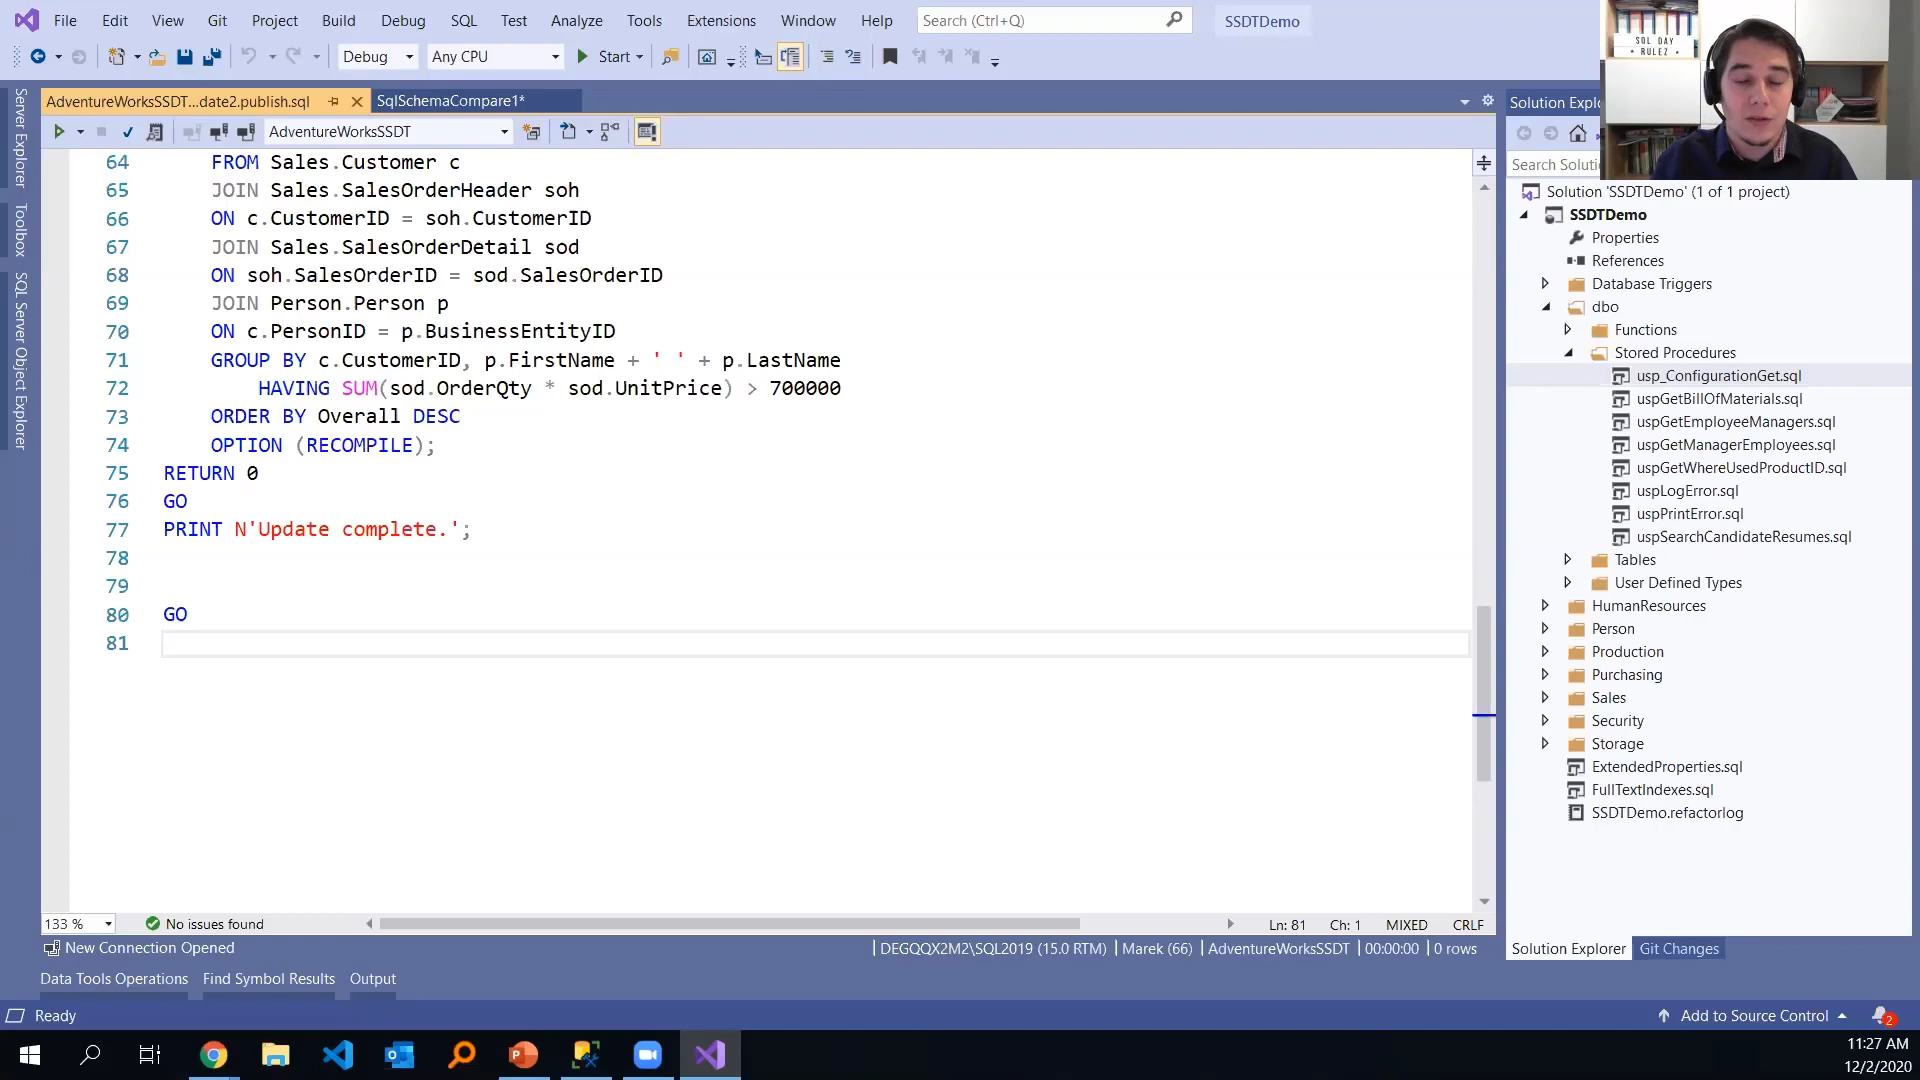 File Edit View Git Project Build Debug SQL Test Analyze Tools Extensions Window Help Search (Ctrl+Q) SSDTDemo
Debug Any CPU Start
SQL DAY
• RULEZ •
AdventureWorksSSDT...date2.publish.sql SqlSchemaCompare1*
Solution Explo
AdventureWorksSSDT
Search Soluti
Server Explorer
Toolbox
SQL Server Object Explorer
64 FROM Sales.Customer c
65 JOIN Sales.SalesOrderHeader soh
66 ON c.CustomerID = soh.CustomerID
67 JOIN Sales.SalesOrderDetail sod
68 ON soh.SalesOrderID = sod.SalesOrderID
69 JOIN Person.Person p
70 ON c.PersonID = p.BusinessEntityID
71 GROUP BY c.CustomerID, p.FirstName + ' ' + p.LastName
72 HAVING SUM(sod.OrderQty * sod.UnitPrice) > 700000
73 ORDER BY Overall DESC
74 OPTION (RECOMPILE);
75 RETURN 0
76 GO
77 PRINT N'Update complete.';
78
79
80 GO
81
Solution 'SSDTDemo' (1 of 1 project)
SSDTDemo
Properties
References
Database Triggers
dbo
Functions
Stored Procedures
usp_ConfigurationGet.sql
uspGetBillOfMaterials.sql
uspGetEmployeeManagers.sql
uspGetManagerEmployees.sql
uspGetWhereUsedProductID.sql
uspLogError.sql
uspPrintError.sql
uspSearchCandidateResumes.sql
Tables
User Defined Types
HumanResources
Person
Production
Purchasing
Sales
Security
Storage
ExtendedProperties.sql
FullTextIndexes.sql
SSDTDemo.refactorlog
133 % No issues found Ln: 81 Ch: 1 MIXED CRLF
New Connection Opened DEGQQX2M2\SQL2019 (15.0 RTM) Marek (66) AdventureWorksSSDT 00:00:00 0 rows
Solution Explorer Git Changes
Data Tools Operations Find Symbol Results Output
Ready Add to Source Control 2
11:27 AM
12/2/2020